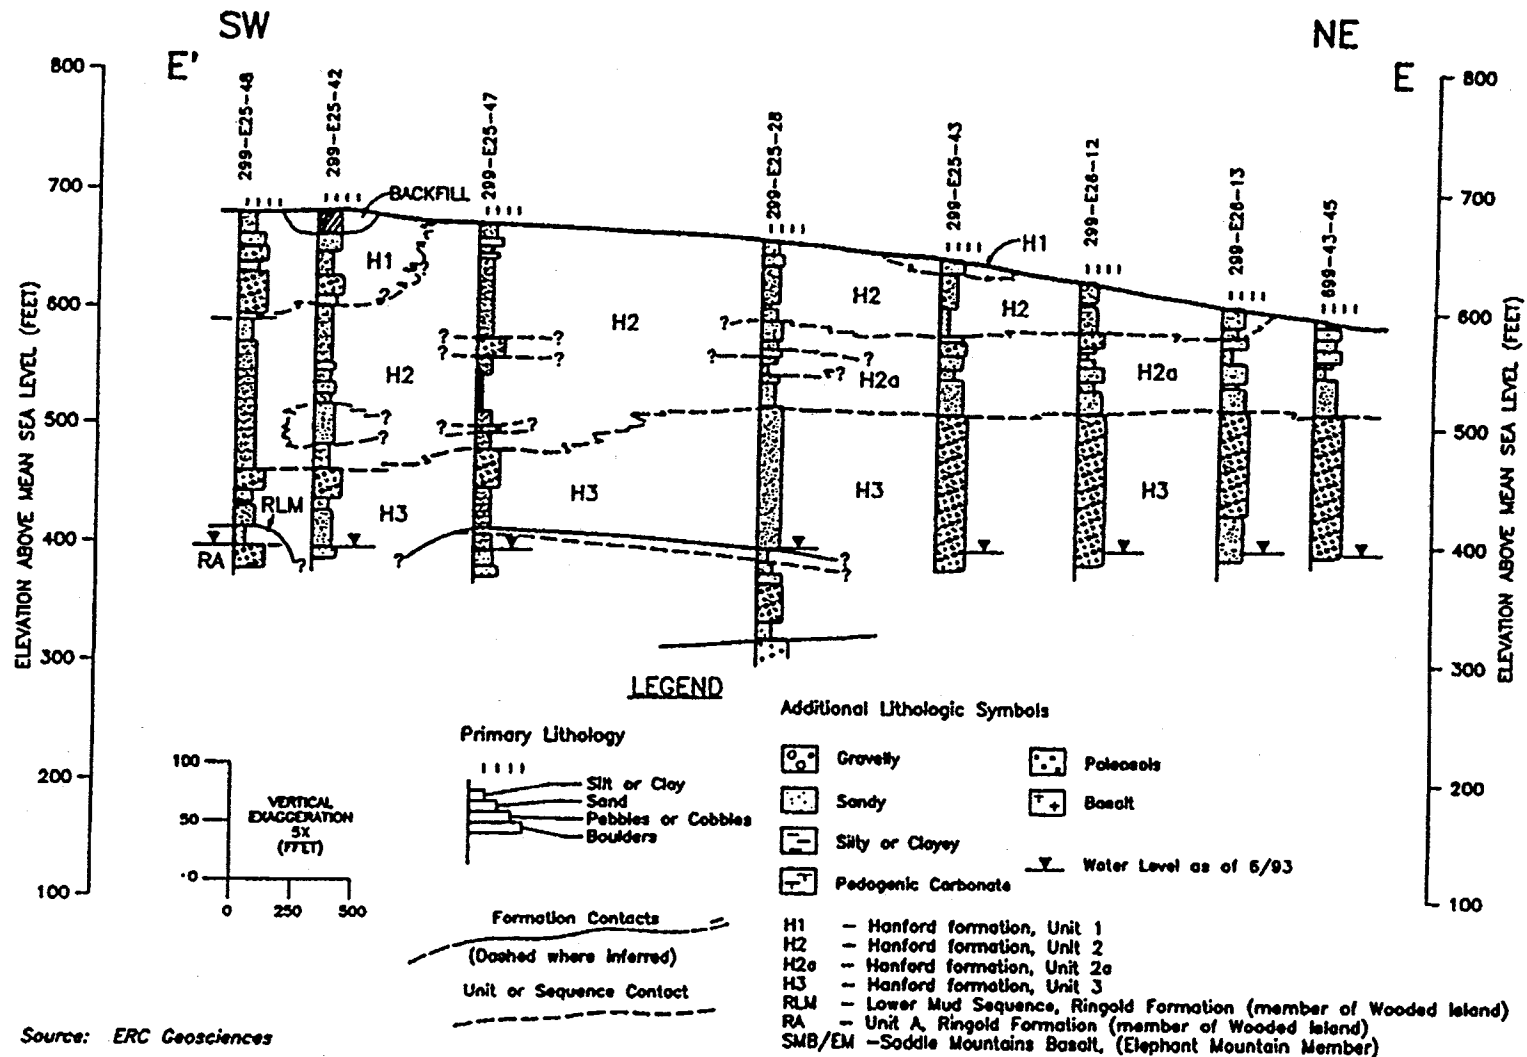 SW
NE
E'
E
800
700
600
500
400
300
200
100
ELEVATION ABOVE MEAN SEA LEVEL (FEET)
299-E25-48
299-E25-42
299-E25-47
299-E25-28
299-E25-43
299-E26-12
299-E26-13
699-43-45
800
700
600
500
400
300
200
100
ELEVATION ABOVE MEAN SEA LEVEL (FEET)
BACKFILL
H1
H1
H2
H2
H2
H2
H2a
H2a
H3
H3
H3
RLM
RA
? ? ? ? ? ? ? ? ? ? ? ? ? ? ? ? ? ? ? ? ?
LEGEND
Primary Lithology
Silt or Clay
Sand
Pebbles or Cobbles
Boulders
Additional Lithologic Symbols
Gravelly
Sandy
Silty or Clayey
Pedogenic Carbonate
Paleosols
Basalt
Water Level as of 6/93
100
50
0
VERTICAL
EXAGGERATION
5X
(FEET)
0 250 500
Formation Contacts
(Dashed where inferred)
Unit or Sequence Contact
H1 – Hanford formation, Unit 1
H2 – Hanford formation, Unit 2
H2a – Hanford formation, Unit 2a
H3 – Hanford formation, Unit 3
RLM – Lower Mud Sequence, Ringold Formation (member of Wooded Island)
RA – Unit A, Ringold Formation (member of Wooded Island)
SMB/EM –Saddle Mountains Basalt, (Elephant Mountain Member)
Source: ERC Geosciences